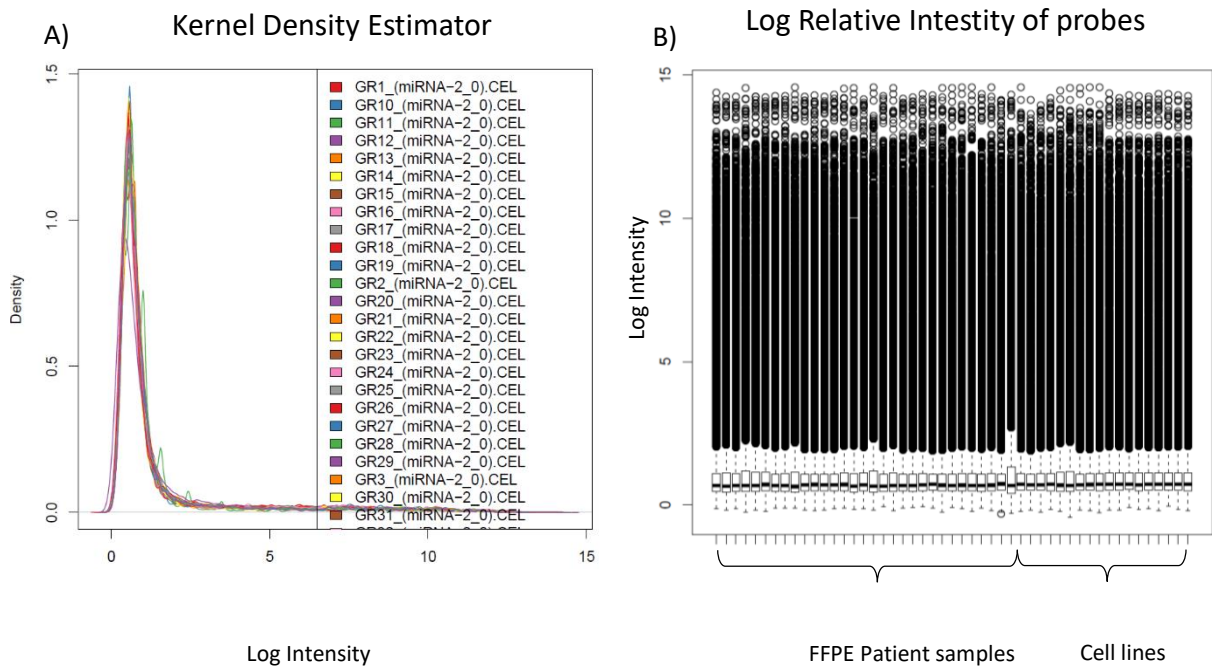 A)
Kernel Density Estimator
1.5
1.0
0.5
0.0
Density
0
5
10
15
Log Intensity
GR1_(miRNA−2_0).CEL
GR10_(miRNA−2_0).CEL
GR11_(miRNA−2_0).CEL
GR12_(miRNA−2_0).CEL
GR13_(miRNA−2_0).CEL
GR14_(miRNA−2_0).CEL
GR15_(miRNA−2_0).CEL
GR16_(miRNA−2_0).CEL
GR17_(miRNA−2_0).CEL
GR18_(miRNA−2_0).CEL
GR19_(miRNA−2_0).CEL
GR2_(miRNA−2_0).CEL
GR20_(miRNA−2_0).CEL
GR21_(miRNA−2_0).CEL
GR22_(miRNA−2_0).CEL
GR23_(miRNA−2_0).CEL
GR24_(miRNA−2_0).CEL
GR25_(miRNA−2_0).CEL
GR26_(miRNA−2_0).CEL
GR27_(miRNA−2_0).CEL
GR28_(miRNA−2_0).CEL
GR29_(miRNA−2_0).CEL
GR3_(miRNA−2_0).CEL
GR30_(miRNA−2_0).CEL
GR31_(miRNA−2_0).CEL
B)
Log Relative Intestity of probes
15
10
5
0
Log Intensity
FFPE Patient samples
Cell lines